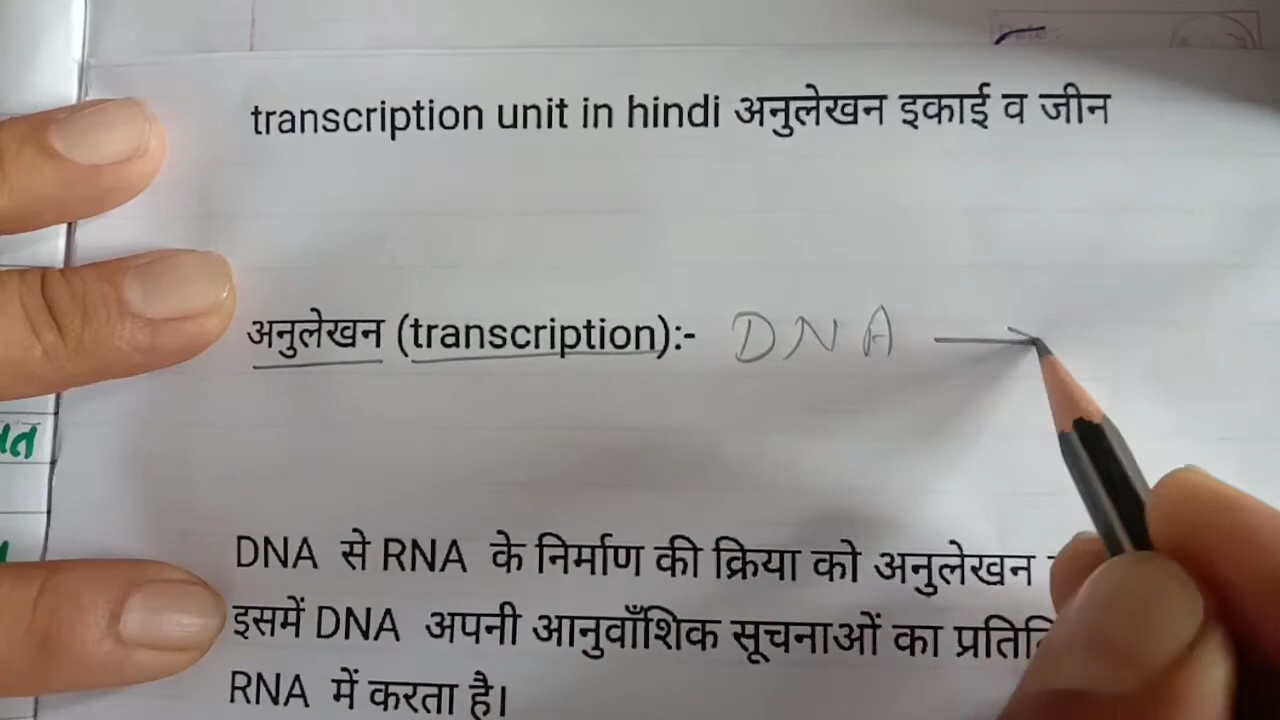 transcription unit in hindi अनुलेखन इकाई व जीन
अनुलेखन (transcription):- DNA →
DNA से RNA के निर्माण की क्रिया को अनुलेखन
इसमें DNA अपनी आनुवाँशिक सूचनाओं का
RNA में करता है।